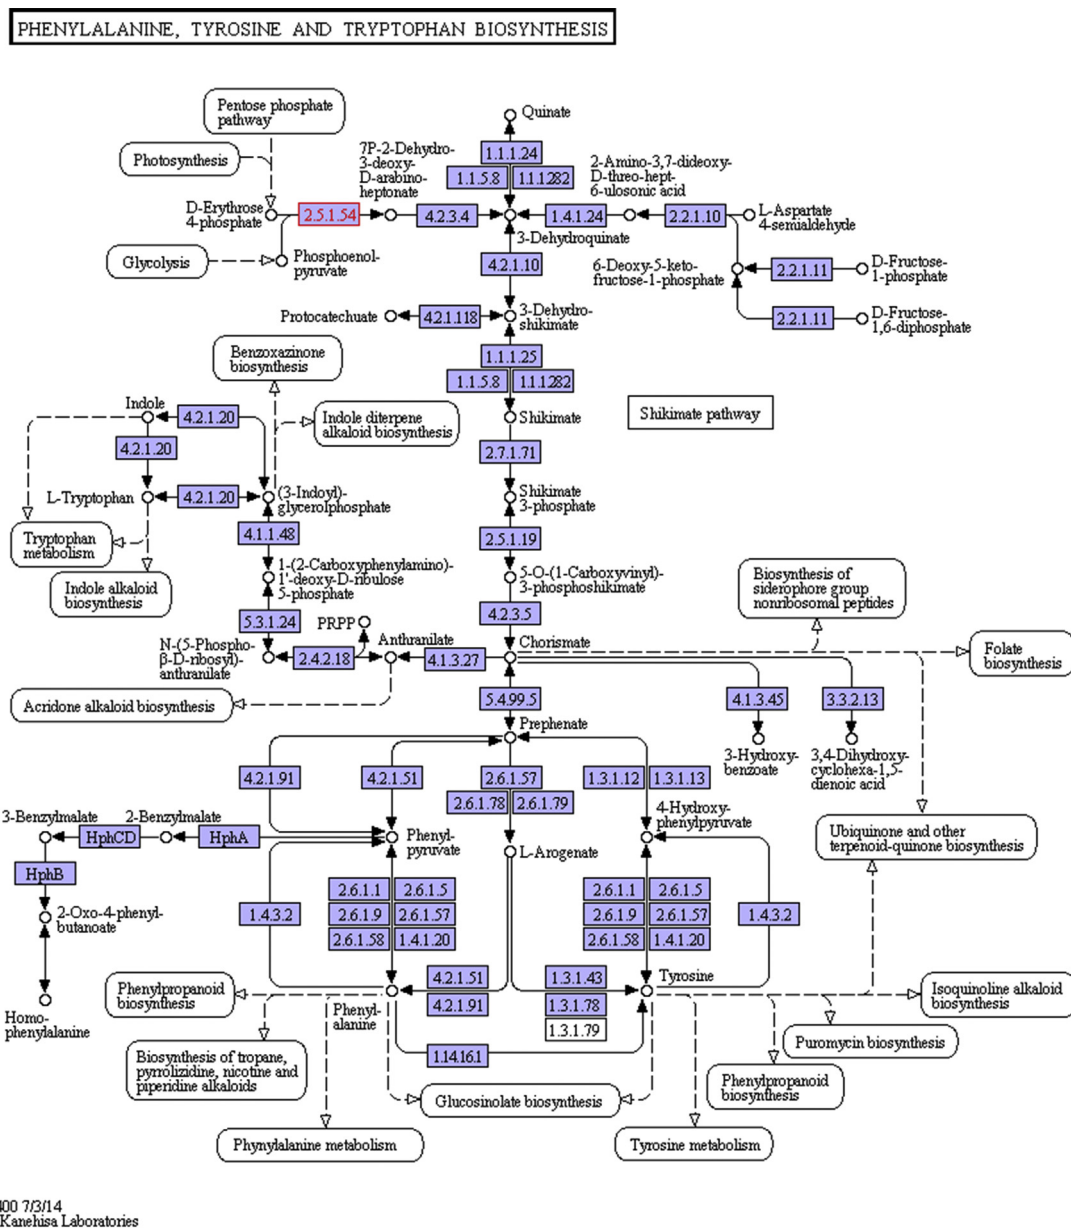 PHENYLALANINE, TYROSINE AND TRYPTOPHAN BIOSYNTHESIS
Pentose phosphate
pathway
Photosynthesis
Quinate
7P-2-Dehydro-
3-deoxy-
D-arabino-
heptonate
1.1.1.24
1.1.5.8
1.1.1.282
2-Amino-3,7-dideoxy-
D-threo-hept-
6-ulosonic acid
D-Erythrose
4-phosphate
2.5.1.54
4.2.3.4
1.4.1.24
2.2.1.10
L-Aspartate
4-semialdehyde
3-Dehydroquinate
Glycolysis
Phosphoenol-
pyruvate
4.2.1.10
6-Deoxy-5-keto-
fructose-1-phosphate
2.2.1.11
D-Fructose-
1-phosphate
Protocatechuate
4.2.1.118
3-Dehydro-
shikimate
2.2.1.11
D-Fructose-
1,6-diphosphate
Benzoxazinone
biosynthesis
1.1.1.25
1.1.5.8
1.1.1.282
Indole
4.2.1.20
Indole diterpene
alkaloid biosynthesis
Shikimate
Shikimate pathway
4.2.1.20
2.7.1.71
L-Tryptophan
4.2.1.20
(3-Indoyl)-
glycerolphosphate
Shikimate
3-phosphate
Tryptophan
metabolism
4.1.1.48
2.5.1.19
Indole alkaloid
biosynthesis
1-(2-Carboxyphenylamino)-
1'-deoxy-D-ribulose
5-phosphate
5-O-(1-Carboxyvinyl)-
3-phosphoshikimate
Biosynthesis of
siderophore group
nonribosomal peptides
5.3.1.24
PRPP
4.2.3.5
N-(5-Phospho-
β-D-ribosyl)-
anthranilate
2.4.2.18
Anthranilate
4.1.3.27
Chorismate
Folate
biosynthesis
Acridone alkaloid biosynthesis
5.4.99.5
4.1.3.45
3.3.2.13
Prephenate
3-Hydroxy-
benzoate
3,4-Dihydroxy-
cyclohexa-1,5-
dienoic acid
4.2.1.91
4.2.1.51
2.6.1.57
1.3.1.12
1.3.1.13
2.6.1.78
2.6.1.79
3-Benzylmalate
2-Benzylmalate
HphCD
HphA
Phenyl-
pyruvate
4-Hydroxy-
phenylpyruvate
L-Arogenate
Ubiquinone and other
terpenoid-quinone biosynthesis
HphB
2-Oxo-4-phenyl-
butanoate
1.4.3.2
2.6.1.1
2.6.1.5
2.6.1.9
2.6.1.57
2.6.1.58
1.4.1.20
2.6.1.1
2.6.1.5
2.6.1.9
2.6.1.57
2.6.1.58
1.4.1.20
1.4.3.2
Homo-
phenylalanine
Phenylpropanoid
biosynthesis
Phenyl-
alanine
4.2.1.51
4.2.1.91
1.3.1.43
1.3.1.78
1.3.1.79
Tyrosine
Isoquinoline alkaloid
biosynthesis
Biosynthesis of tropane,
pyrrolizidine, nicotine and
piperidine alkaloids
1.14.16.1
Puromycin biosynthesis
Glucosinolate biosynthesis
Phenylpropanoid
biosynthesis
Phynylalanine metabolism
Tyrosine metabolism
400 7/3/14
Kanehisa Laboratories